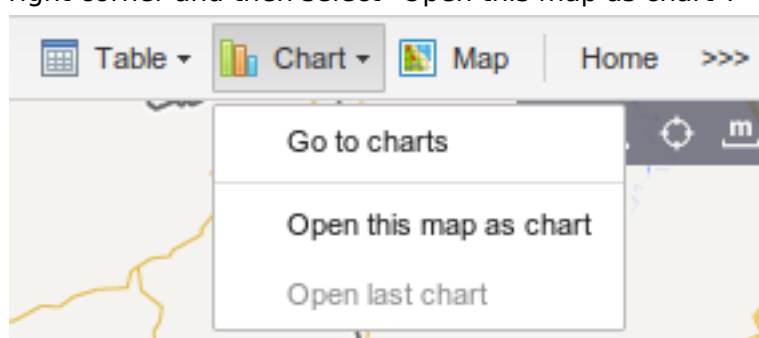 right corner and then select "Open this map as chart".
Table Chart Map Home >>>
m
Go to charts
Open this map as chart
Open last chart